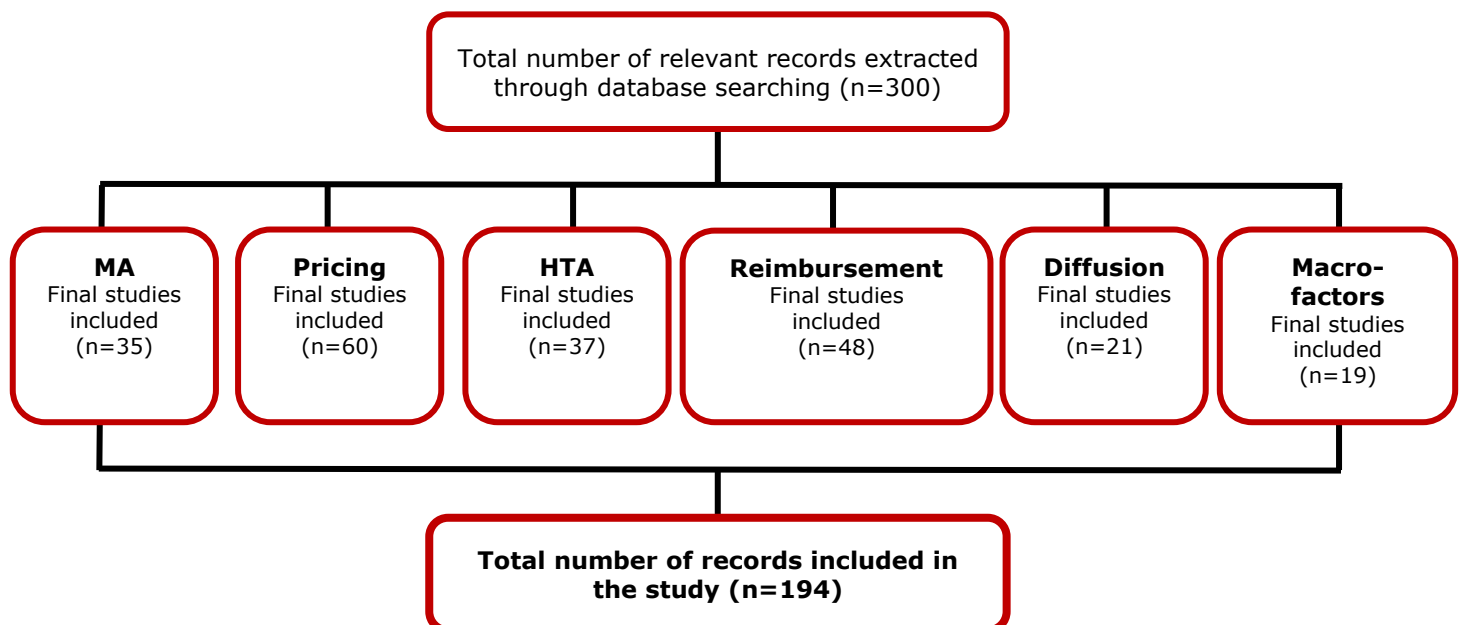 Total number of relevant records extracted
through database searching (n=300)
MA
Final studies
included
(n=35)
Pricing
Final studies
included
(n=60)
HTA
Final studies
included
(n=37)
Reimbursement
Final studies
included
(n=48)
Diffusion
Final studies
included
(n=21)
Macro-
factors
Final studies
included
(n=19)
Total number of records included in
the study (n=194)